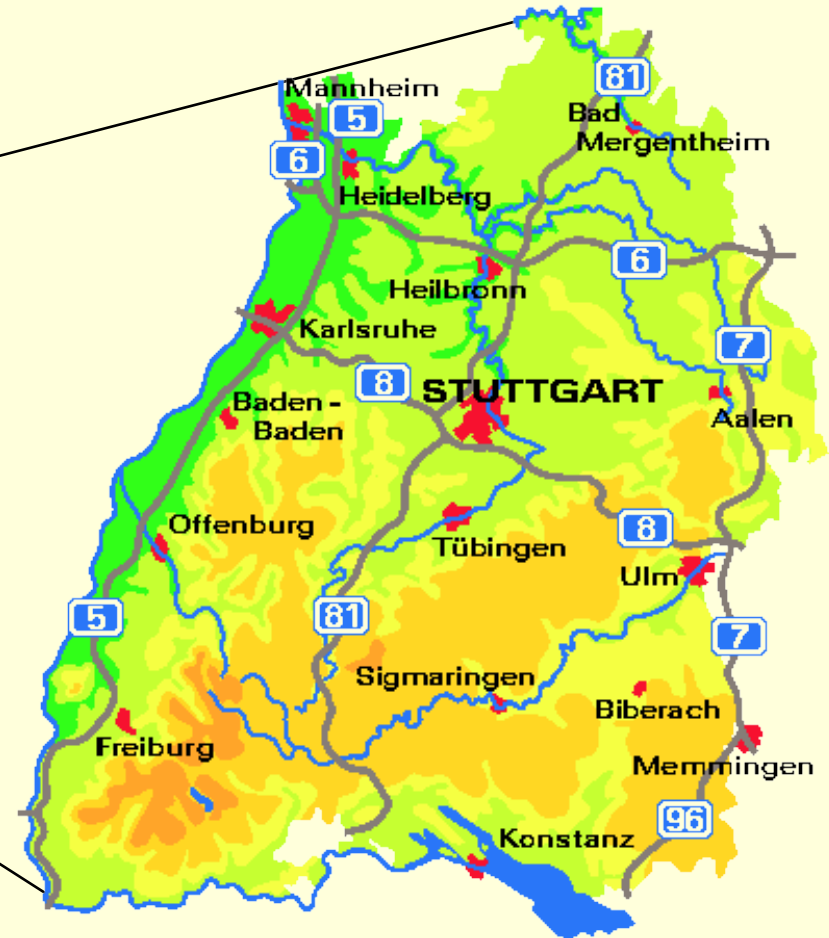 81
Mannheim
5
Bad
Mergentheim
6
Heidelberg
6
Heilbronn
Karlsruhe
7
8
STUTTGART
Baden -
Baden
Aalen
Offenburg
Tübingen
8
Ulm
5
81
7
Sigmaringen
Biberach
Freiburg
Memmingen
96
Konstanz